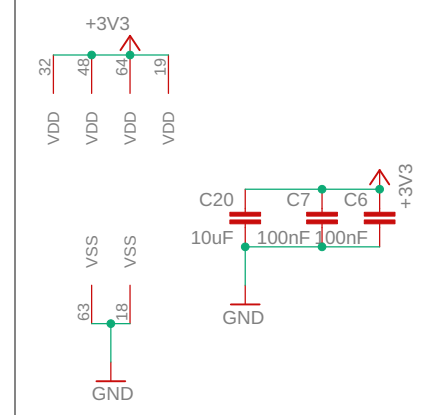 +3V3
32 48 64 19
VDD VDD VDD VDD
C20 C7 C6 +3V3
10uF 100nF 100nF
VSS VSS
63 18
GND
GND